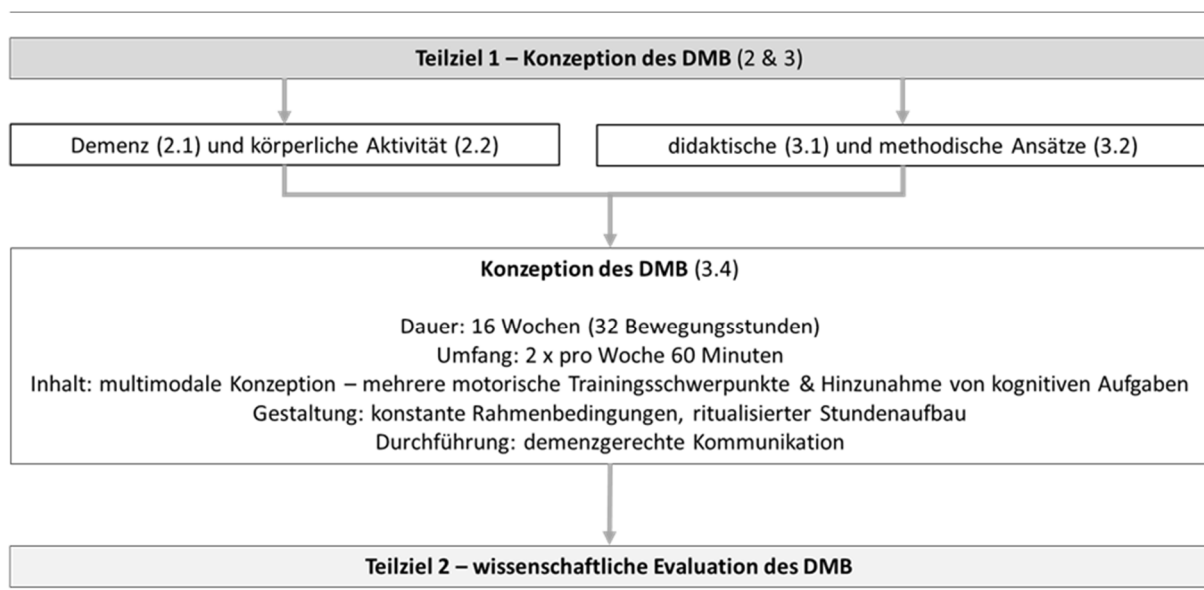 Teilziel 1 – Konzeption des DMB (2 & 3)
Demenz (2.1) und körperliche Aktivität (2.2)
didaktische (3.1) und methodische Ansätze (3.2)
Konzeption des DMB (3.4)
Dauer: 16 Wochen (32 Bewegungsstunden)
Umfang: 2 x pro Woche 60 Minuten
Inhalt: multimodale Konzeption – mehrere motorische Trainingsschwerpunkte & Hinzunahme von kognitiven Aufgaben
Gestaltung: konstante Rahmenbedingungen, ritualisierter Stundenaufbau
Durchführung: demenzgerechte Kommunikation
Teilziel 2 – wissenschaftliche Evaluation des DMB